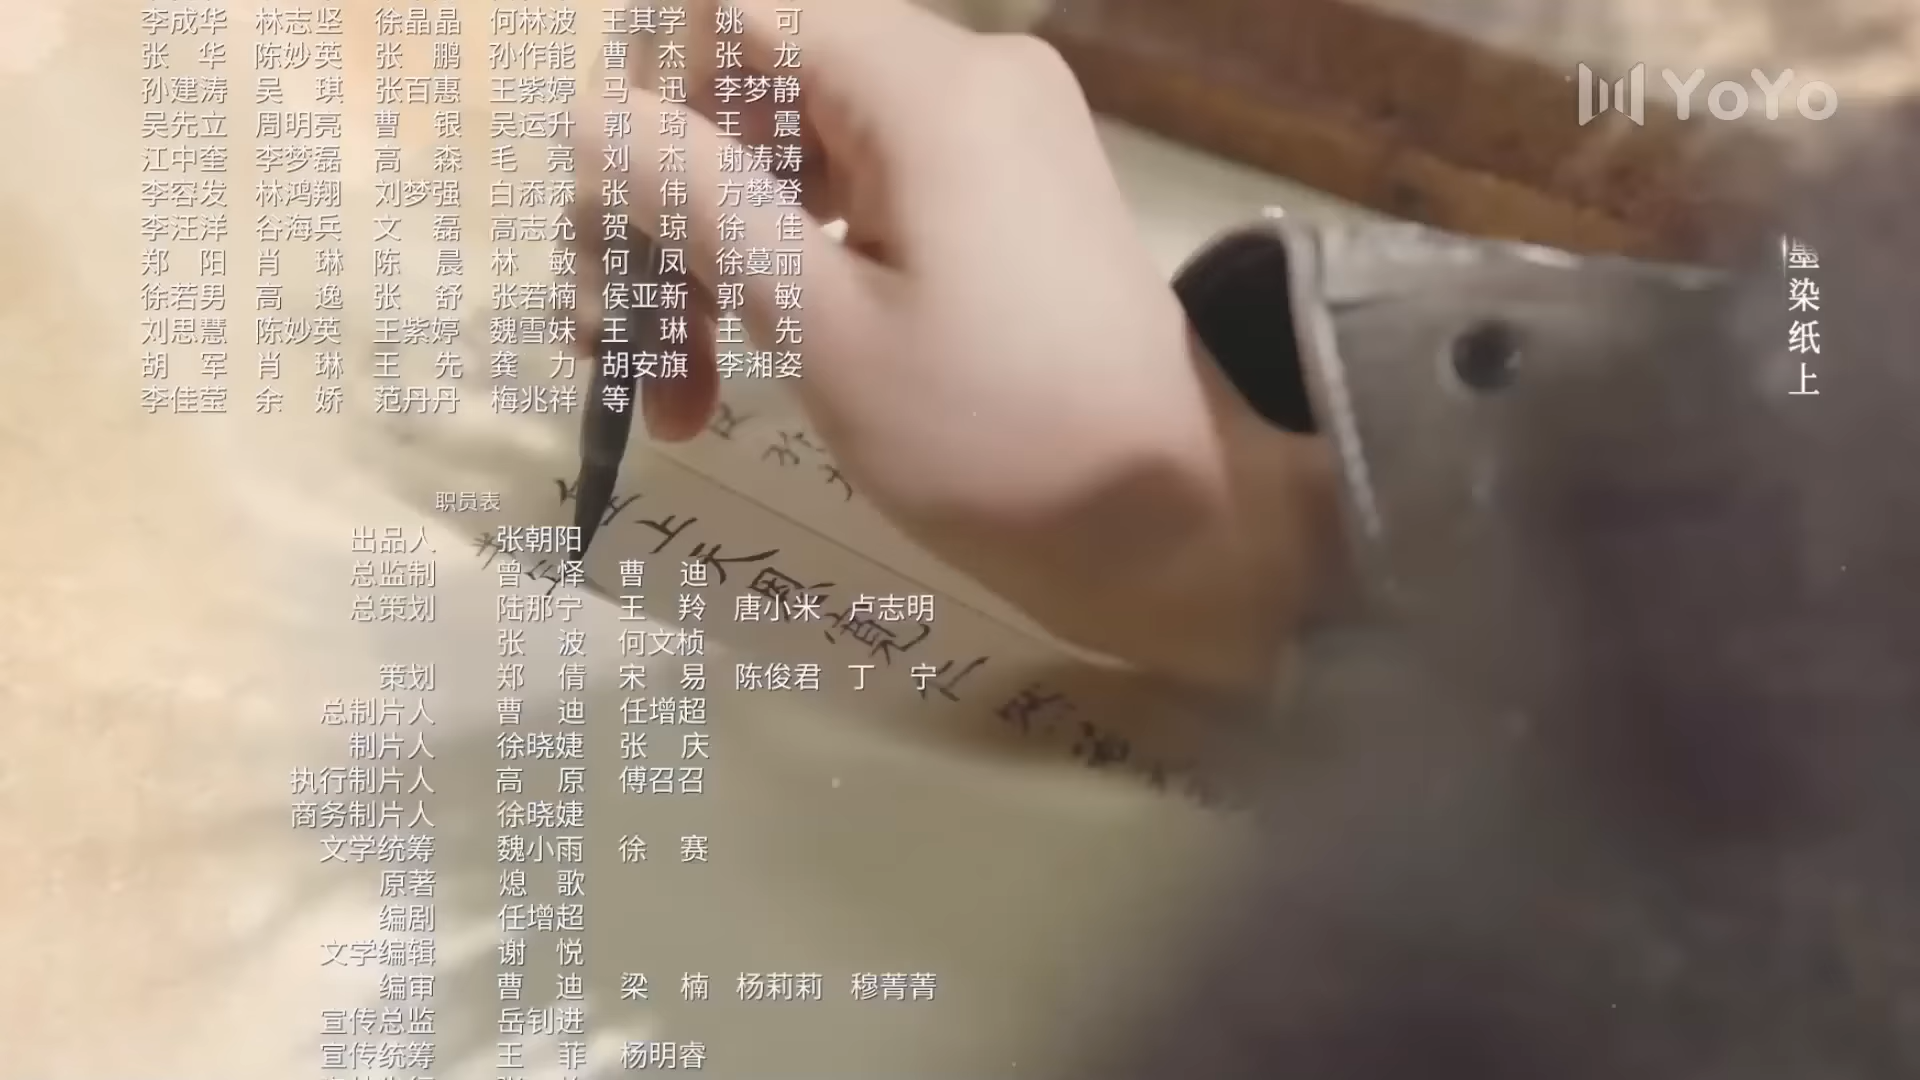 李成华 林志坚 徐晶晶 何林波 王其学 姚可
张华 陈妙英 张鹏 孙作能 曹杰 张龙
孙建涛 吴琪 张百惠 王紫婷 马迅 李梦静
吴先立 周明亮 曹银 吴运升 郭琦 王震
江中奎 李梦磊 高森 毛亮 刘杰 谢涛涛
李容发 林鸿翔 刘梦强 白添添 张伟 方攀登
李汪洋 谷海兵 文磊 高志允 贺琼 徐佳
郑阳 肖琳 陈晨 林敏 何凤 徐蔓丽
徐若男 高逸 张舒 张若楠 侯亚新 郭敏
刘思慧 陈妙英 王紫婷 魏雪妹 王琳 王先
胡军 肖琳 王先 龚力 胡安旗 李湘姿
李佳莹 余娇 范丹丹 梅兆祥 等
职员表
出品人 张朝阳
总监制 曾怿 曹迪
总策划 陆那宁 王羚 唐小米 卢志明
张波 何文桢
策划 郑倩 宋易 陈俊君 丁宁
总制片人 曹迪 任增超
制片人 徐晓婕 张庆
执行制片人 高原 傅召召
商务制片人 徐晓婕
文学统筹 魏小雨 徐赛
原著 熄歌
编剧 任增超
文学编辑 谢悦
编审 曹迪 梁楠 杨莉莉 穆菁菁
宣传总监 岳钊进
宣传统筹 王菲 杨明睿
YoYo
墨染纸上